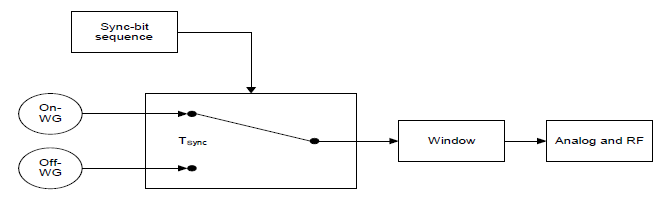 Sync-bit
sequence
On-
WG
Tsync
Off-
WG
Window
Analog and RF